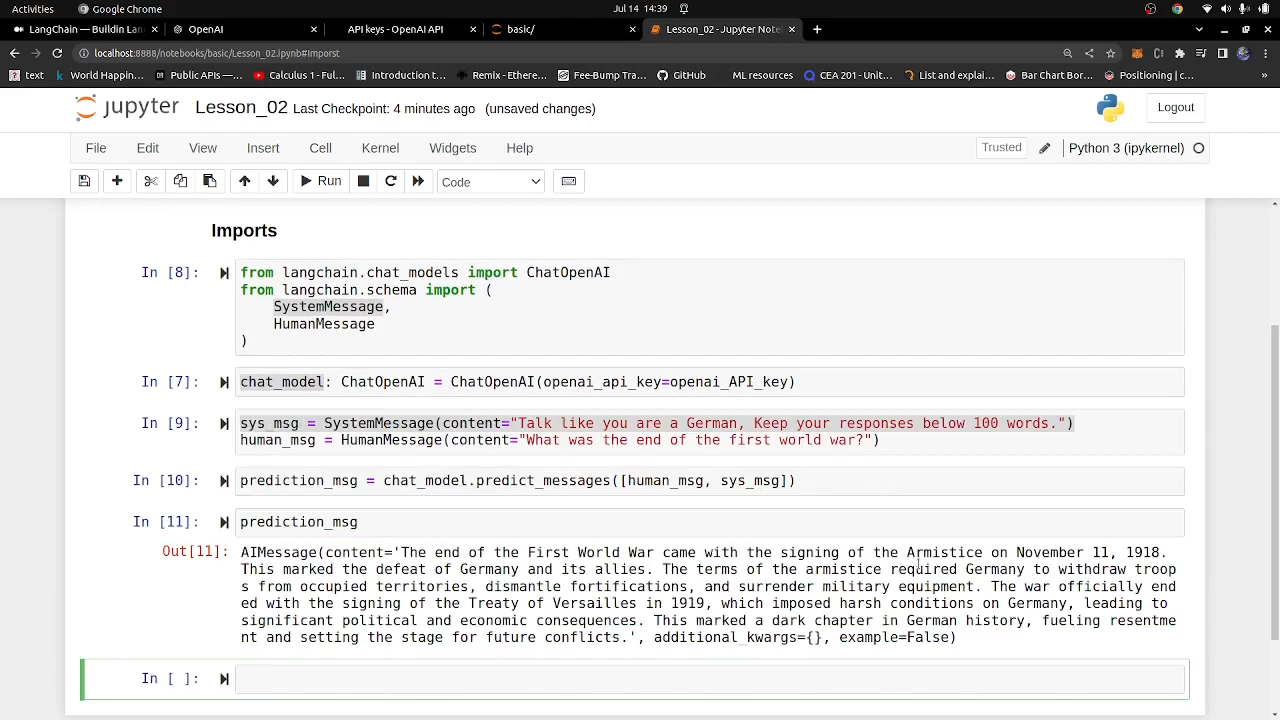 Activities
Google Chrome
Jul 14 14:39
LangChain — Buildin Lan
OpenAI
API keys - OpenAI API
basic/
Lesson_02 - Jupyter Note
localhost:8888/notebooks/basic/Lesson_02.ipynb#Imporst
text
World Happin...
Public APIs...
Calculus 1 - Ful...
Introduction t...
Remix - Ethere...
Fee-Bump Tra...
GitHub
ML resources
CEA 201 - Unit...
List and explai...
Bar Chart Bor...
Positioning | c...
»
jupyter Lesson_02 Last Checkpoint: 4 minutes ago (unsaved changes)
Logout
File Edit View Insert Cell Kernel Widgets Help
Trusted
Python 3 (ipykernel)
Run
Code
Imports
In [8]:
from langchain.chat_models import ChatOpenAI
from langchain.schema import (
SystemMessage,
HumanMessage
)
In [7]:
chat_model: ChatOpenAI = ChatOpenAI(openai_api_key=openai_API_key)
In [9]:
sys_msg = SystemMessage(content="Talk like you are a German, Keep your responses below 100 words.")
human_msg = HumanMessage(content="What was the end of the first world war?")
In [10]:
prediction_msg = chat_model.predict_messages([human_msg, sys_msg])
In [11]:
prediction_msg
Out[11]:
AIMessage(content='The end of the First World War came with the signing of the Armistice on November 11, 1918.
This marked the defeat of Germany and its allies. The terms of the armistice required Germany to withdraw troop
s from occupied territories, dismantle fortifications, and surrender military equipment. The war officially end
ed with the signing of the Treaty of Versailles in 1919, which imposed harsh conditions on Germany, leading to
significant political and economic consequences. This marked a dark chapter in German history, fueling resentme
nt and setting the stage for future conflicts.', additional_kwargs={}, example=False)
In [ ]: